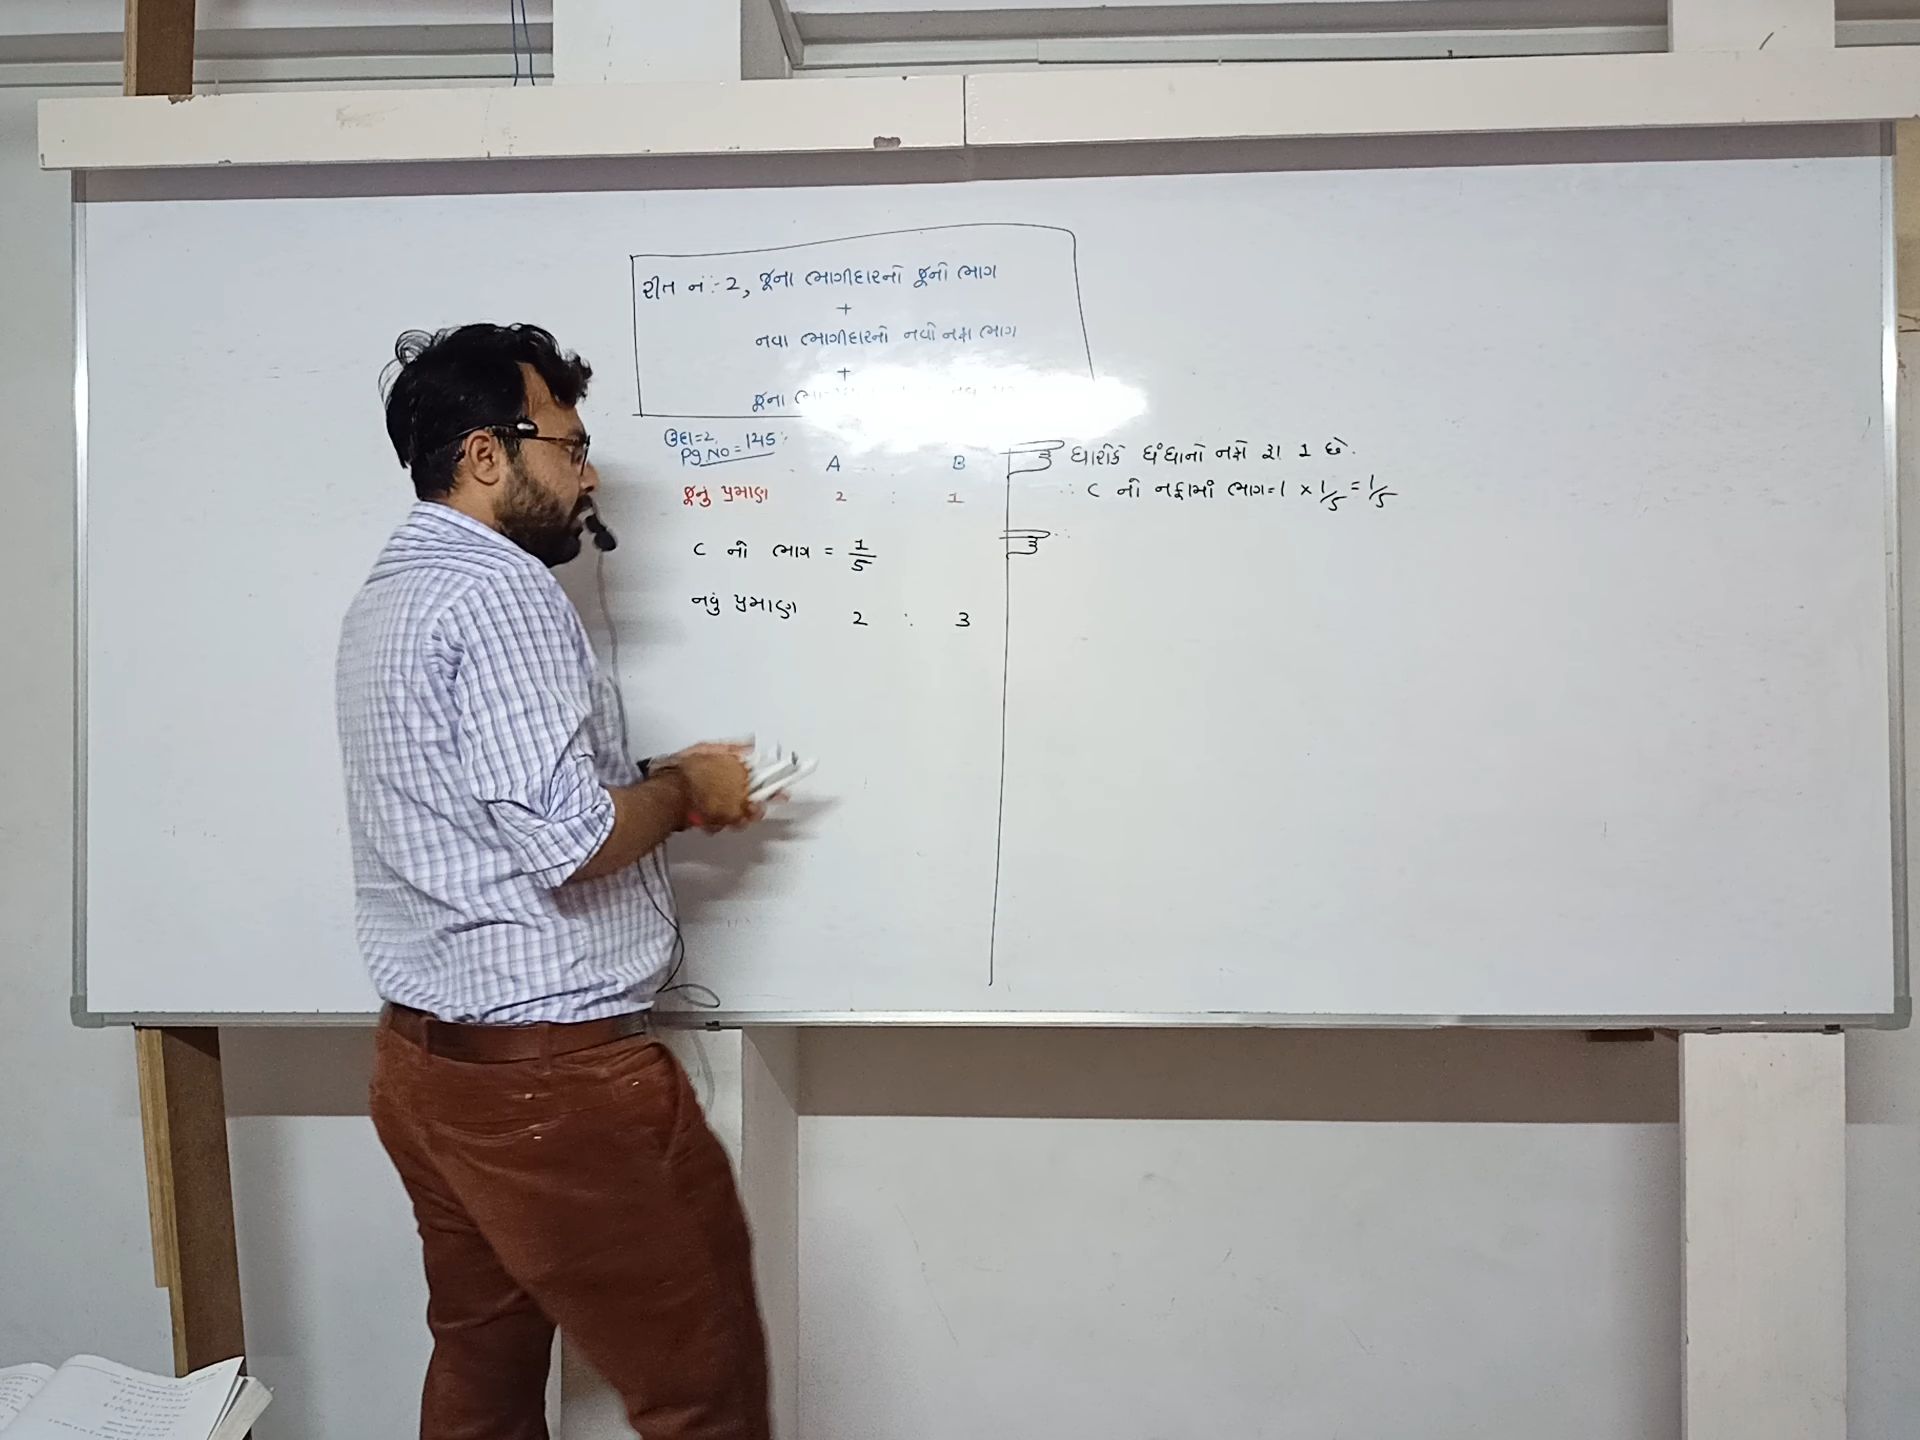 રીત નં:- 2, જૂના ભાગીદારનો જૂનો ભાગ
+
નવા ભાગીદારનો નવો નફા ભાગ
+
જૂના
ઉદા=2,
Pg.No = 145:
A B
જૂનું પ્રમાણ 2 : 1
C નો ભાગ = 1/5
નવું પ્રમાણ 2 : 3
ધારોકે ધંધાનો નફો રૂા 1 છે.
∴ C નો નફામાં ભાગ = 1 × 1/5 = 1/5
∴